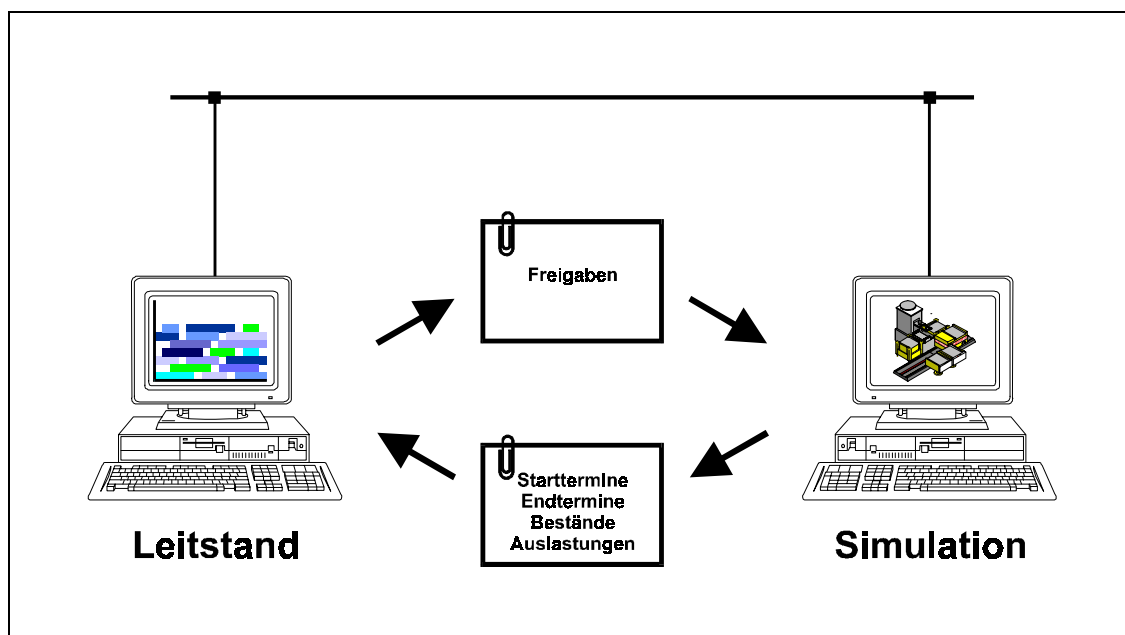 Freigaben
Starttermine
Endtermine
Bestände
Auslastungen
Leitstand
Simulation